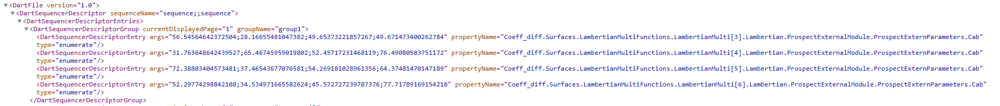 ▼<DartFile version="1.0">
▼<DartSequencerDescriptor sequenceName="sequence;;sequence">
▼<DartSequencerDescriptorEntries>
▼<DartSequencerDescriptorGroup currentDisplayedPage="1" groupName="group1">
<DartSequencerDescriptorEntry args="56.54564642372504;28.16655481047382;49.65373221857267;49.671473400262784" propertyName="Coeff_diff.Surfaces.LambertianMultiFunctions.LambertianMulti[3].Lambertian.ProspectExternalModule.ProspectExternParameters.Cab"
type="enumerate"/>
<DartSequencerDescriptorEntry args="31.763648642439527;65.46745959019802;52.45717231468119;76.49080583751172" propertyName="Coeff_diff.Surfaces.LambertianMultiFunctions.LambertianMulti[4].Lambertian.ProspectExternalModule.ProspectExternParameters.Cab"
type="enumerate"/>
<DartSequencerDescriptorEntry args="72.38803404573481;37.46543677076581;54.269181028961356;64.37481470147189" propertyName="Coeff_diff.Surfaces.LambertianMultiFunctions.LambertianMulti[5].Lambertian.ProspectExternalModule.ProspectExternParameters.Cab"
type="enumerate"/>
<DartSequencerDescriptorEntry args="52.29774298842108;34.534971665582624;45.572727239787376;77.71789169154218" propertyName="Coeff_diff.Surfaces.LambertianMultiFunctions.LambertianMulti[6].Lambertian.ProspectExternalModule.ProspectExternParameters.Cab"
type="enumerate"/>
</DartSequencerDescriptorGroup>